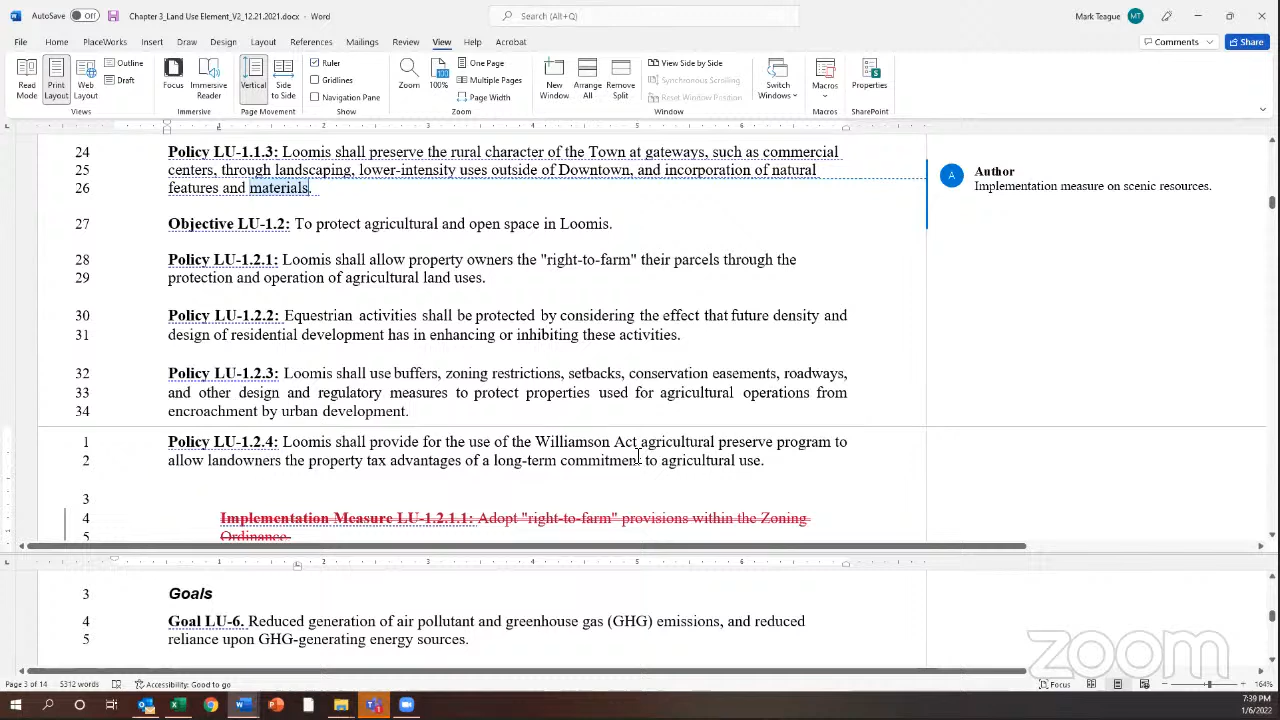 AutoSave Off Chapter 3_Land Use Element_V2_12.21.2021.docx - Word Search (Alt+Q) Mark Teague MT
File Home PlaceWorks Insert Draw Design Layout References Mailings Review View Help Acrobat Comments Share
Read Mode Print Layout Web Layout Outline Draft Views
Focus Immersive Reader Immersive
Vertical Side to Side Page Movement
Ruler Gridlines Navigation Pane Show
Zoom 100% One Page Multiple Pages Page Width Zoom
New Window Arrange All Remove Split View Side by Side Synchronous Scrolling Reset Window Position Switch Windows Window
Macros Macros
Properties SharePoint
1 1 2 3 4 5 6
24 Policy LU-1.1.3: Loomis shall preserve the rural character of the Town at gateways, such as commercial
25 centers, through landscaping, lower-intensity uses outside of Downtown, and incorporation of natural
26 features and materials.
A Author
Implementation measure on scenic resources.
27 Objective LU-1.2: To protect agricultural and open space in Loomis.
28 Policy LU-1.2.1: Loomis shall allow property owners the "right-to-farm" their parcels through the
29 protection and operation of agricultural land uses.
30 Policy LU-1.2.2: Equestrian activities shall be protected by considering the effect that future density and
31 design of residential development has in enhancing or inhibiting these activities.
32 Policy LU-1.2.3: Loomis shall use buffers, zoning restrictions, setbacks, conservation easements, roadways,
33 and other design and regulatory measures to protect properties used for agricultural operations from
34 encroachment by urban development.
1 Policy LU-1.2.4: Loomis shall provide for the use of the Williamson Act agricultural preserve program to
2 allow landowners the property tax advantages of a long-term commitment to agricultural use.
3
4 Implementation Measure LU-1.2.1.1: Adopt "right-to-farm" provisions within the Zoning
5 Ordinance.
1 2 3 4 5 6
3 Goals
4 Goal LU-6. Reduced generation of air pollutant and greenhouse gas (GHG) emissions, and reduced
5 reliance upon GHG-generating energy sources.
zoom
Page 3 of 14 5312 words Accessibility: Good to go Focus 164%
7:39 PM
1/6/2022